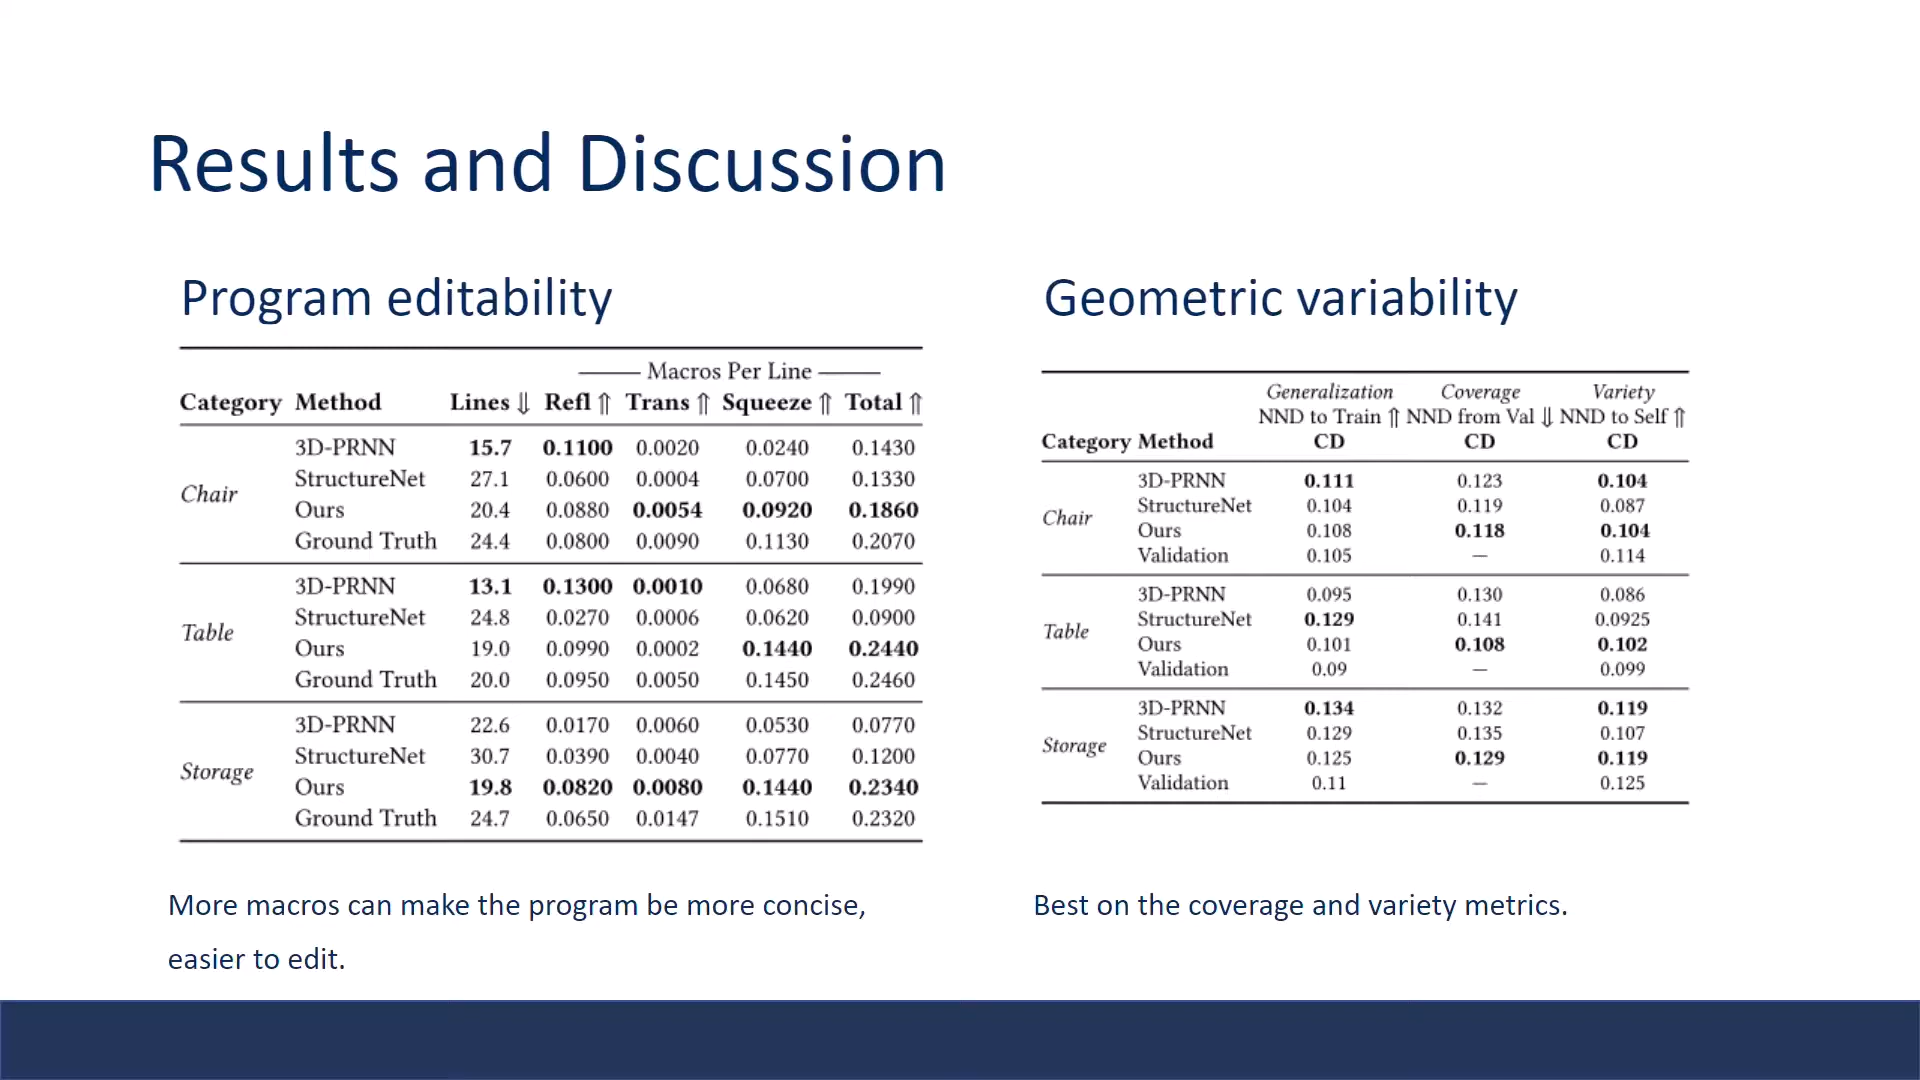 Results and Discussion
Program editability
Macros Per Line
Category Method Lines ⇓ Refl ⇑ Trans ⇑ Squeeze ⇑ Total ⇑
Chair
3D-PRNN 15.7 0.1100 0.0020 0.0240 0.1430
StructureNet 27.1 0.0600 0.0004 0.0700 0.1330
Ours 20.4 0.0880 0.0054 0.0920 0.1860
Ground Truth 24.4 0.0800 0.0090 0.1130 0.2070
Table
3D-PRNN 13.1 0.1300 0.0010 0.0680 0.1990
StructureNet 24.8 0.0270 0.0006 0.0620 0.0900
Ours 19.0 0.0990 0.0002 0.1440 0.2440
Ground Truth 20.0 0.0950 0.0050 0.1450 0.2460
Storage
3D-PRNN 22.6 0.0170 0.0060 0.0530 0.0770
StructureNet 30.7 0.0390 0.0040 0.0770 0.1200
Ours 19.8 0.0820 0.0080 0.1440 0.2340
Ground Truth 24.7 0.0650 0.0147 0.1510 0.2320
More macros can make the program be more concise,
easier to edit.
Geometric variability
Generalization Coverage Variety
NND to Train ⇑ NND from Val ⇓ NND to Self ⇑
Category Method CD CD CD
Chair
3D-PRNN 0.111 0.123 0.104
StructureNet 0.104 0.119 0.087
Ours 0.108 0.118 0.104
Validation 0.105 — 0.114
Table
3D-PRNN 0.095 0.130 0.086
StructureNet 0.129 0.141 0.0925
Ours 0.101 0.108 0.102
Validation 0.09 — 0.099
Storage
3D-PRNN 0.134 0.132 0.119
StructureNet 0.129 0.135 0.107
Ours 0.125 0.129 0.119
Validation 0.11 — 0.125
Best on the coverage and variety metrics.